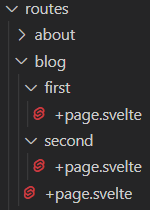 routes
about
blog
first
+page.svelte
second
+page.svelte
+page.svelte